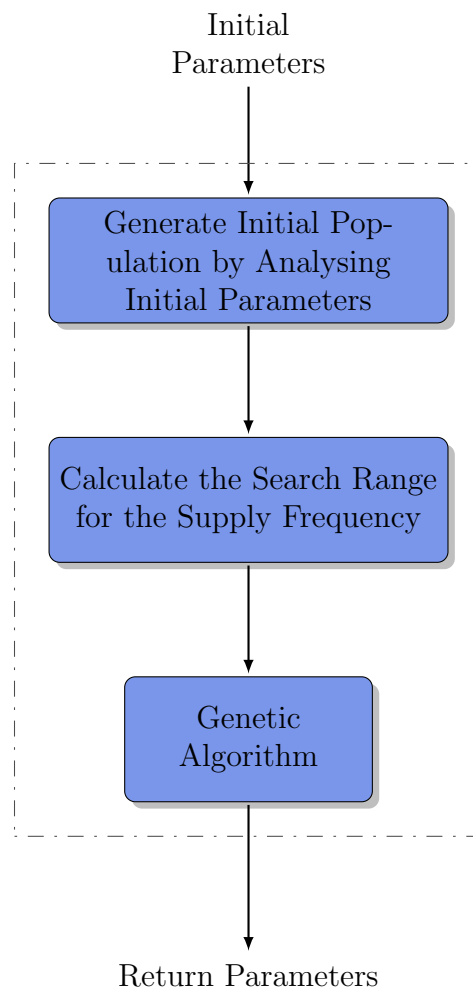 Initial
Parameters
Generate Initial Pop-
ulation by Analysing
Initial Parameters
Calculate the Search Range
for the Supply Frequency
Genetic
Algorithm
Return Parameters